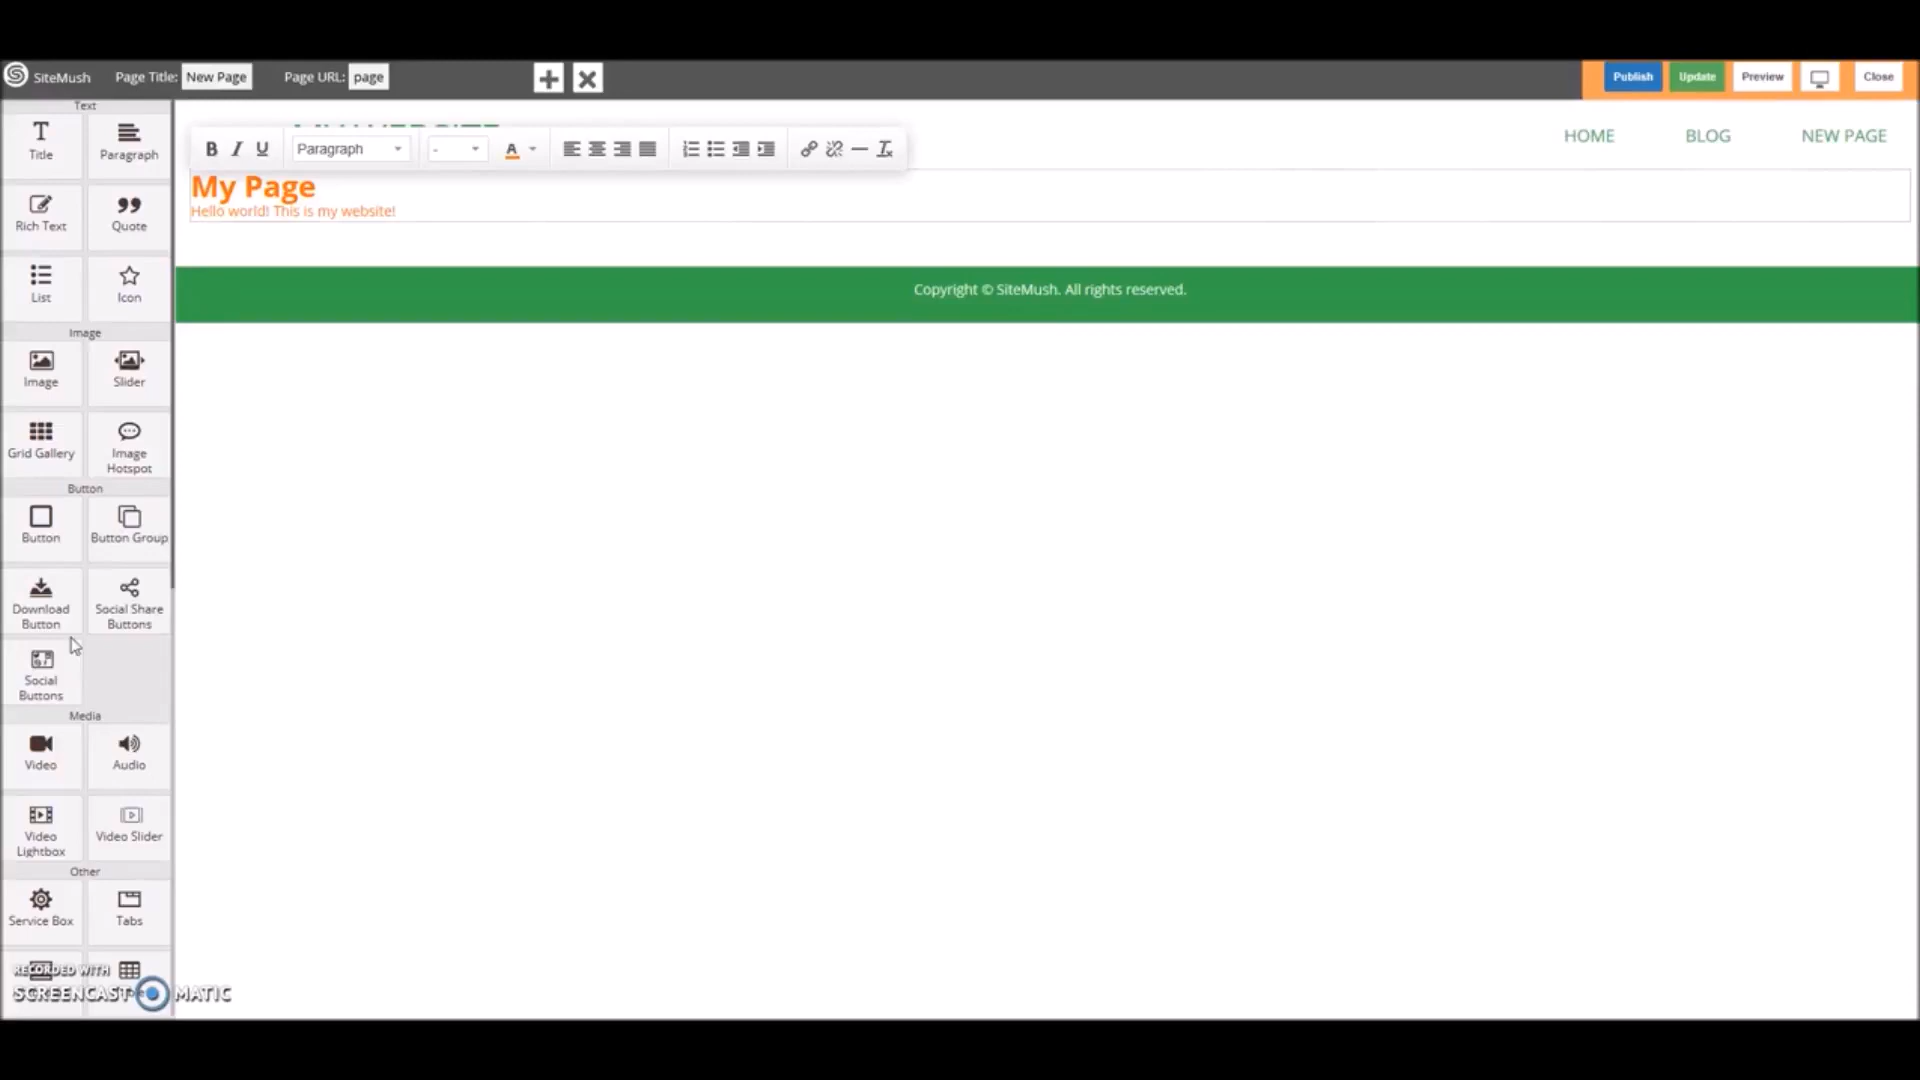 SiteMush Page Title: New Page Page URL: page
Publish Update Preview Close
Text
Title Paragraph
Rich Text Quote
List Icon
Image
Image Slider
Grid Gallery Image
Hotspot
Button
Button Button Group
Download Social Share
Button Buttons
Social
Buttons
Media
Video Audio
Video Video Slider
Lightbox
Other
Service Box Tabs
RECORDED WITH
SCREENCAST MATIC
HOME BLOG NEW PAGE
B I U Paragraph - A
My Page
Hello world! This is my website!
Copyright © SiteMush. All rights reserved.